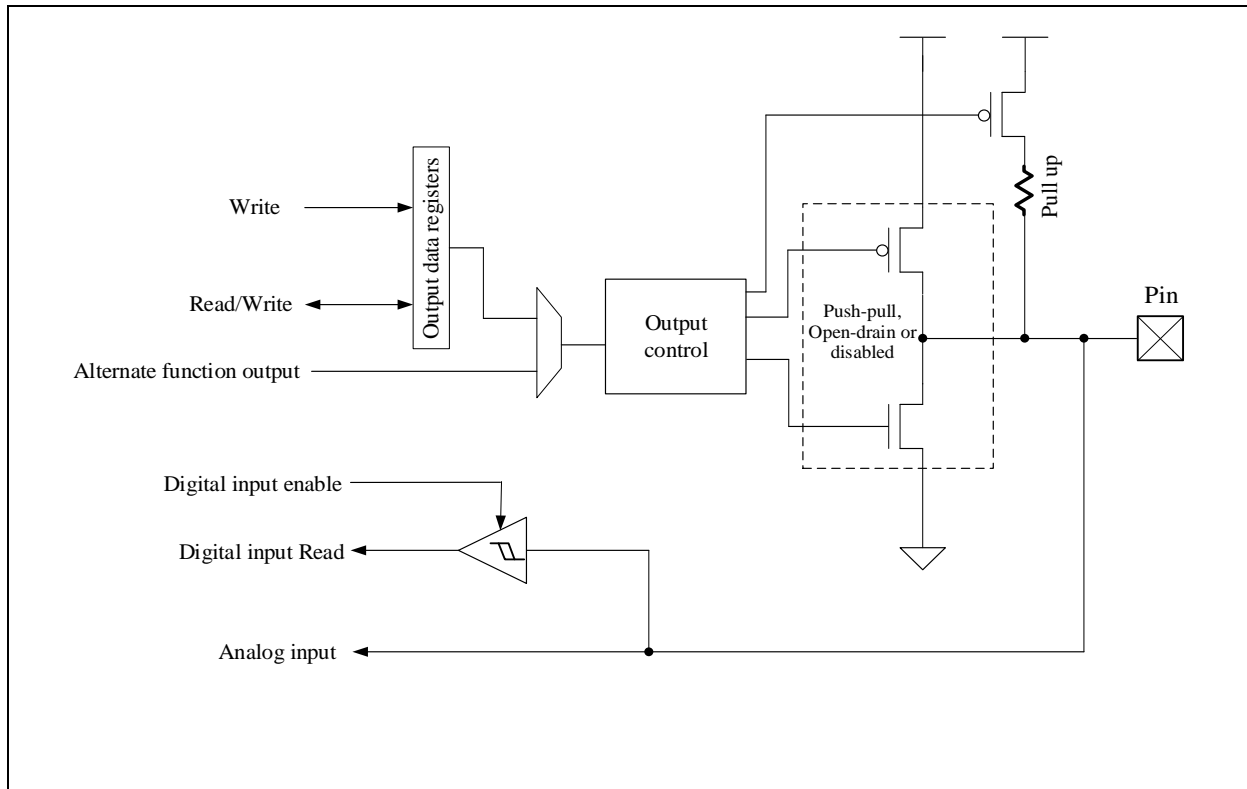 Write
Output data registers
Pull up
Read/Write
Pin
Push-pull,
Open-drain or
disabled
Output
control
Alternate function output
Digital input enable
Digital input Read
Analog input